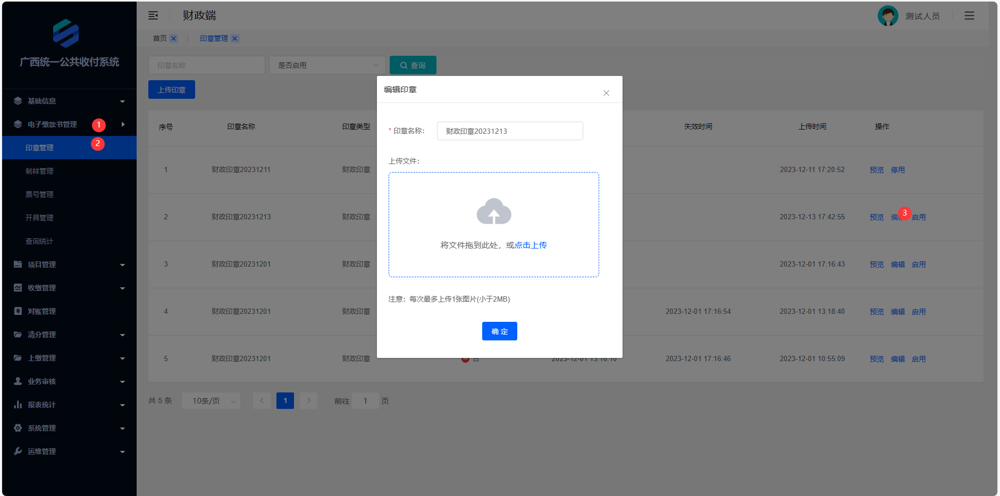 广西统一公共收付系统
基础信息
电子缴款书管理 1
印章管理 2
制样管理
票号管理
开具管理
查询统计
项目管理
收缴管理
对账管理
清分管理
上缴管理
业务审核
报表统计
系统管理
运维管理
财政端
测试人员
首页 印章管理
印章名称 是否启用 查询
上传印章
序号 印章名称 印章类型 失效时间 上传时间 操作
1 财政印章20231211 财政印章 2023-12-11 17:20:52 预览 停用
2 财政印章20231213 财政印章 2023-12-13 17:42:55 预览 编辑 3 启用
3 财政印章20231201 财政印章 2023-12-01 17:16:43 预览 编辑 启用
4 财政印章20231201 财政印章 2023-12-01 17:16:54 2023-12-01 13:18:40 预览 编辑 启用
5 财政印章20231201 财政印章 否 2023-12-01 13:18:10 2023-12-01 17:16:46 2023-12-01 10:55:09 预览 编辑 启用
共 5 条 10条/页 1 前往 1 页
编辑印章
* 印章名称： 财政印章20231213
上传文件：
将文件拖到此处，或点击上传
注意：每次最多上传1张图片(小于2MB)
确 定